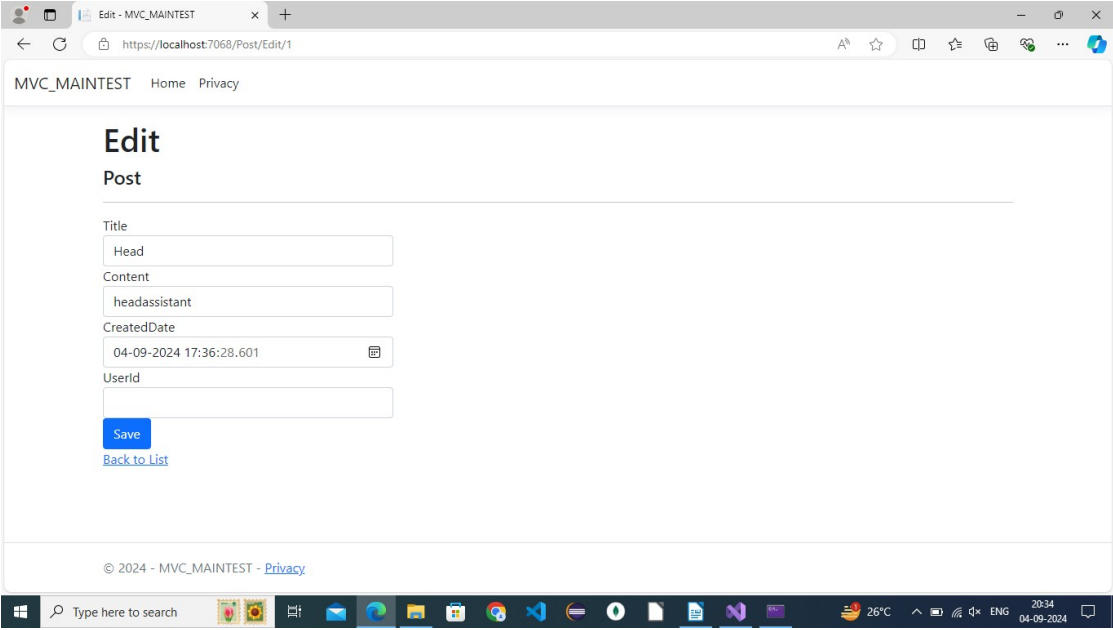 Edit - MVC_MAINTEST
https://localhost:7068/Post/Edit/1
MVC_MAINTEST Home Privacy
Edit
Post
Title
Head
Content
headassistant
CreatedDate
04-09-2024 17:36:28.601
UserId
Save
Back to List
© 2024 - MVC_MAINTEST - Privacy
Type here to search 26°C ENG 20:34
04-09-2024